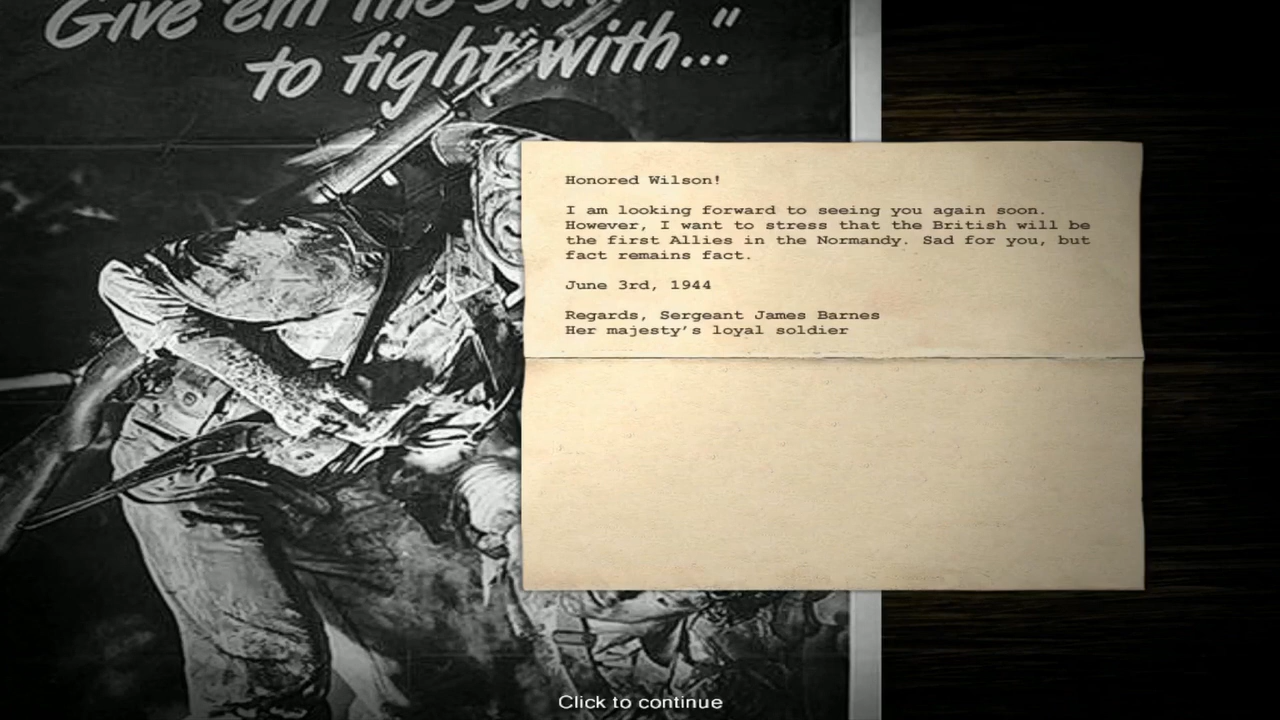 Give 'em the
to fight with..."
Honored Wilson!
I am looking forward to seeing you again soon.
However, I want to stress that the British will be
the first Allies in the Normandy. Sad for you, but
fact remains fact.
June 3rd, 1944
Regards, Sergeant James Barnes
Her majesty's loyal soldier
Click to continue